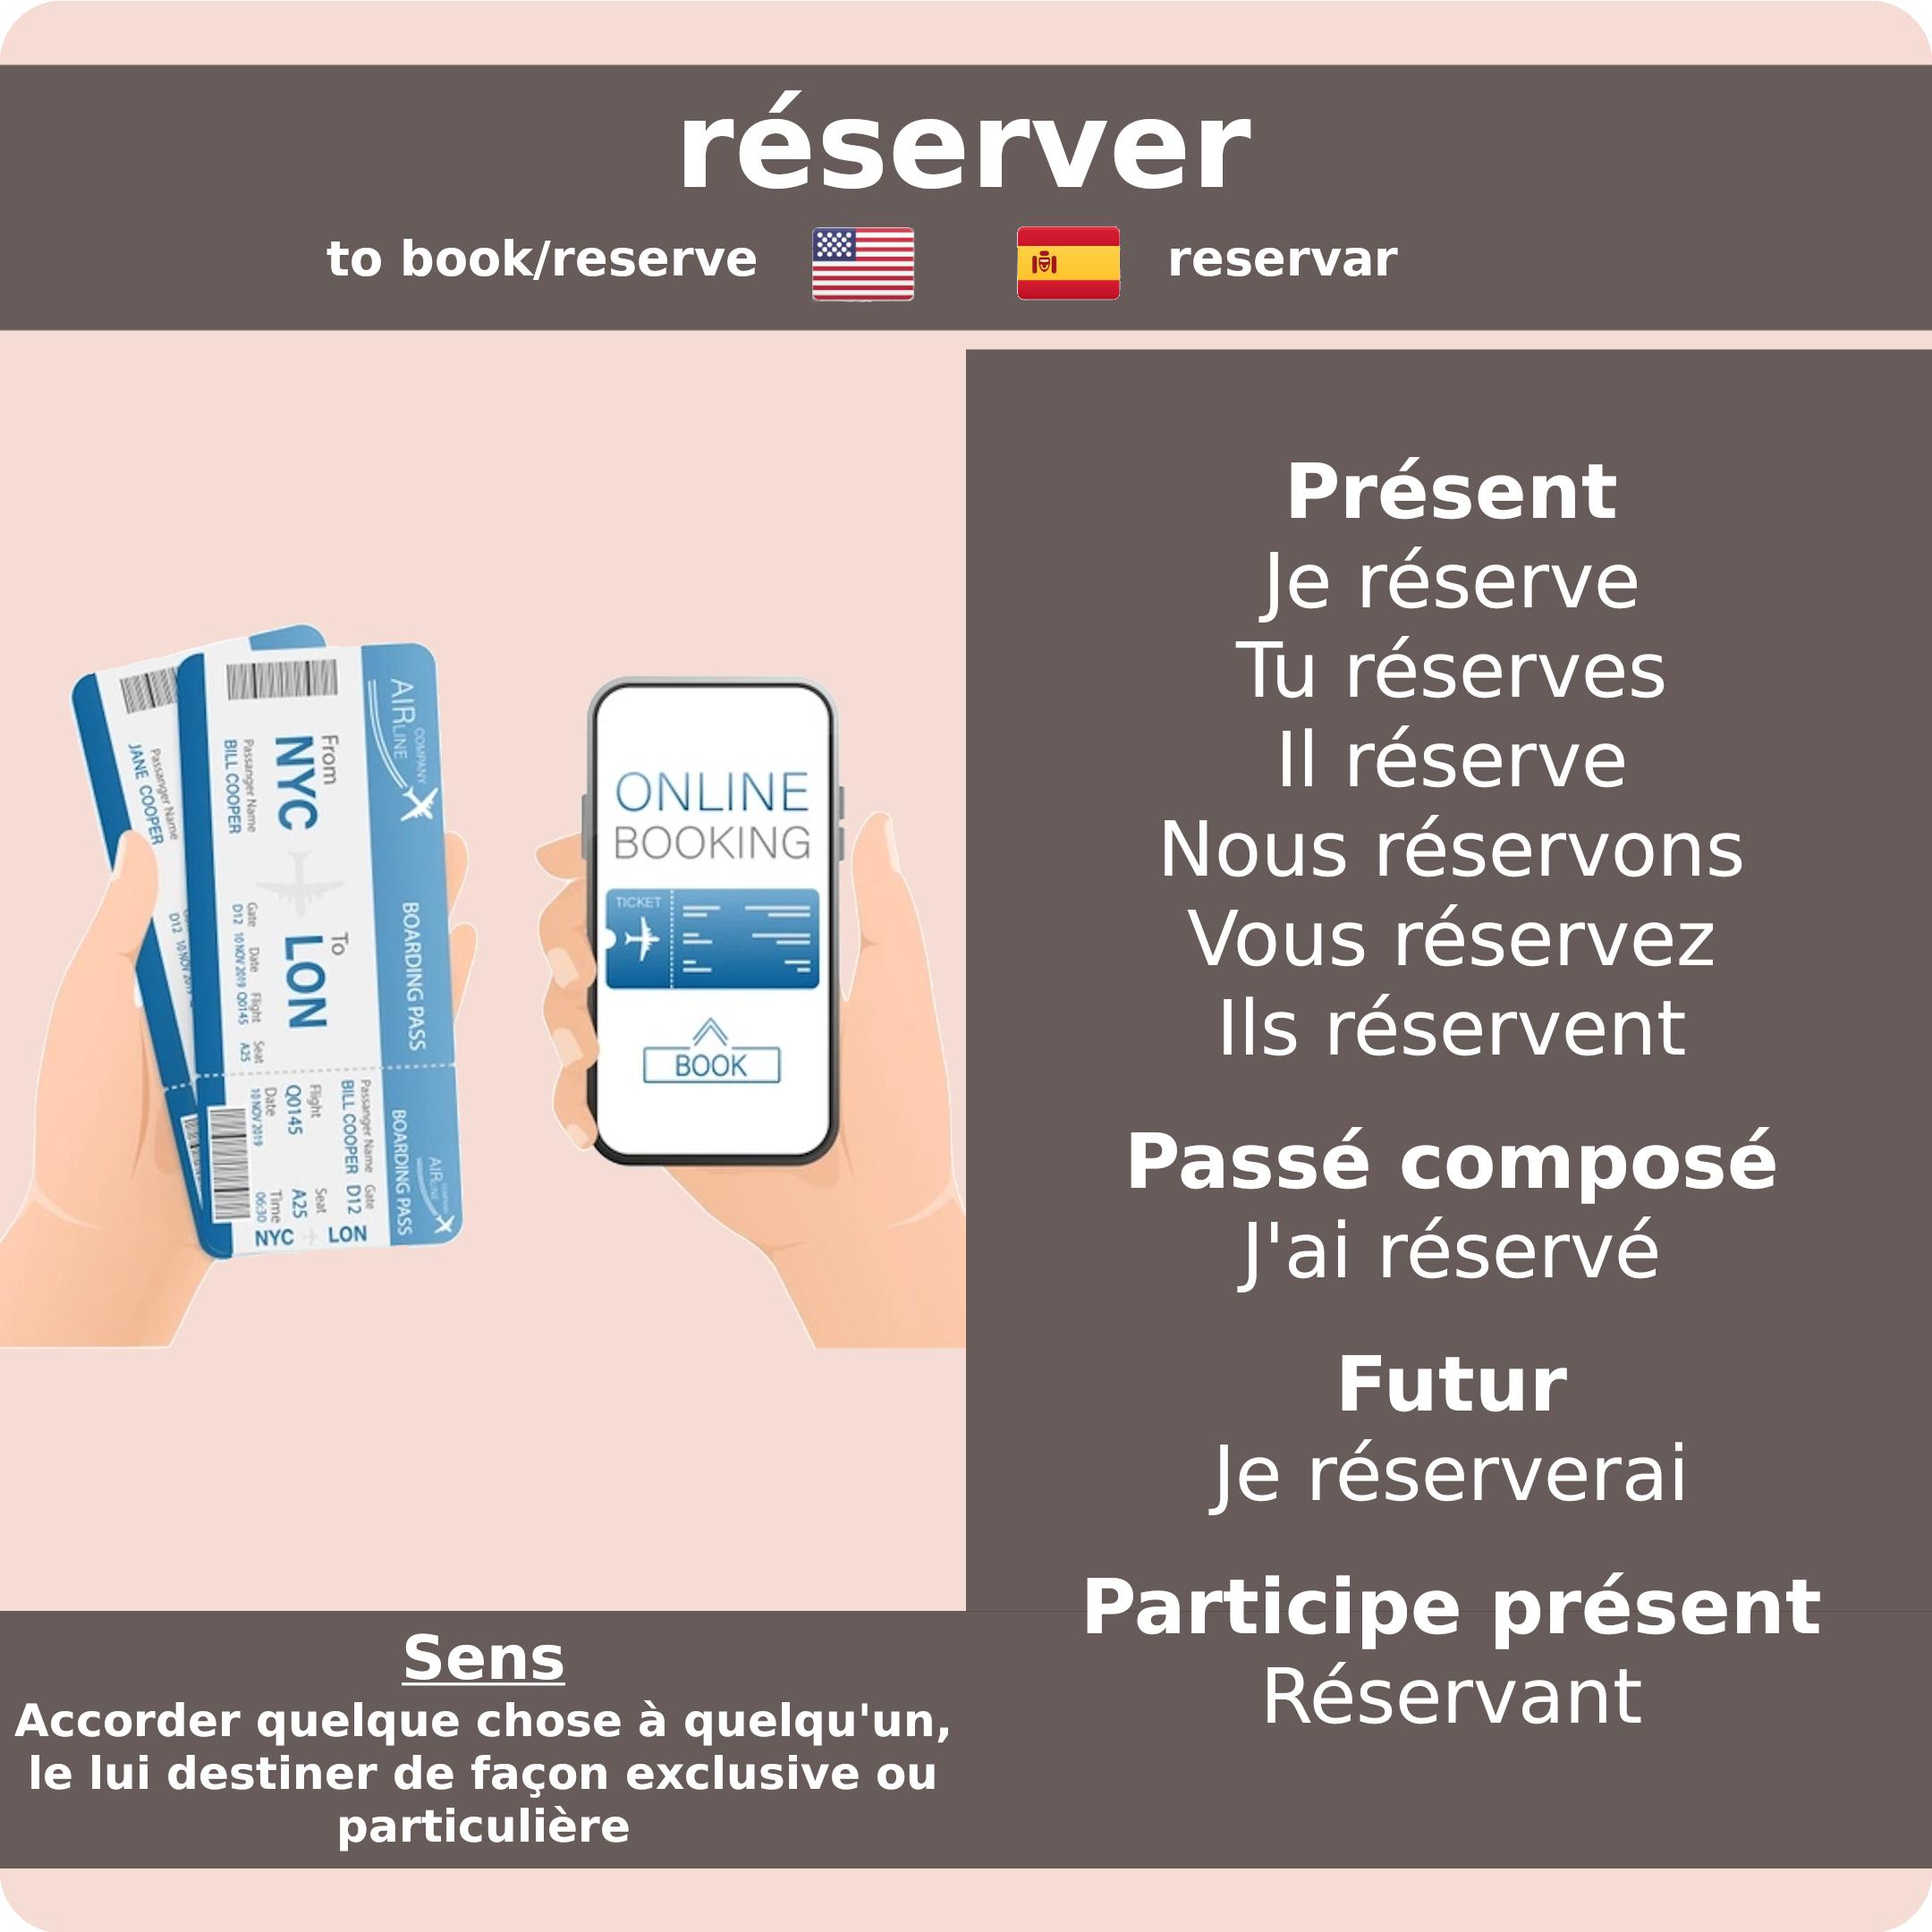 réserver
to book/reserve
reservar
Présent
Je réserve
Tu réserves
Il réserve
Nous réservons
Vous réservez
Ils réservent
Passé composé
J'ai réservé
Futur
Je réserverai
Participe présent
Réservant
AIRLINE
COMPANY
BOARDING PASS
From
NYC
To
LON
Passanger Name
BILL COOPER
Gate Date Flight Seat
D12 10 NOV 2019 Q0145 A25
BOARDING PASS
Passanger Name Gate
BILL COOPER D12
Flight Seat
Q0145 A25
Date Time
10 NOV 2019 06:30
NYC LON
Passanger Name
JANE COOPER
D12 10 NOV 2019
ONLINE
BOOKING
TICKET
BOOK
Sens
Accorder quelque chose à quelqu'un,
le lui destiner de façon exclusive ou
particulière